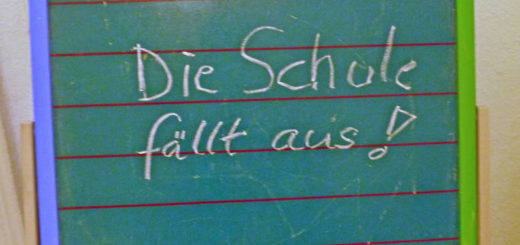 Die Schule
fällt aus!